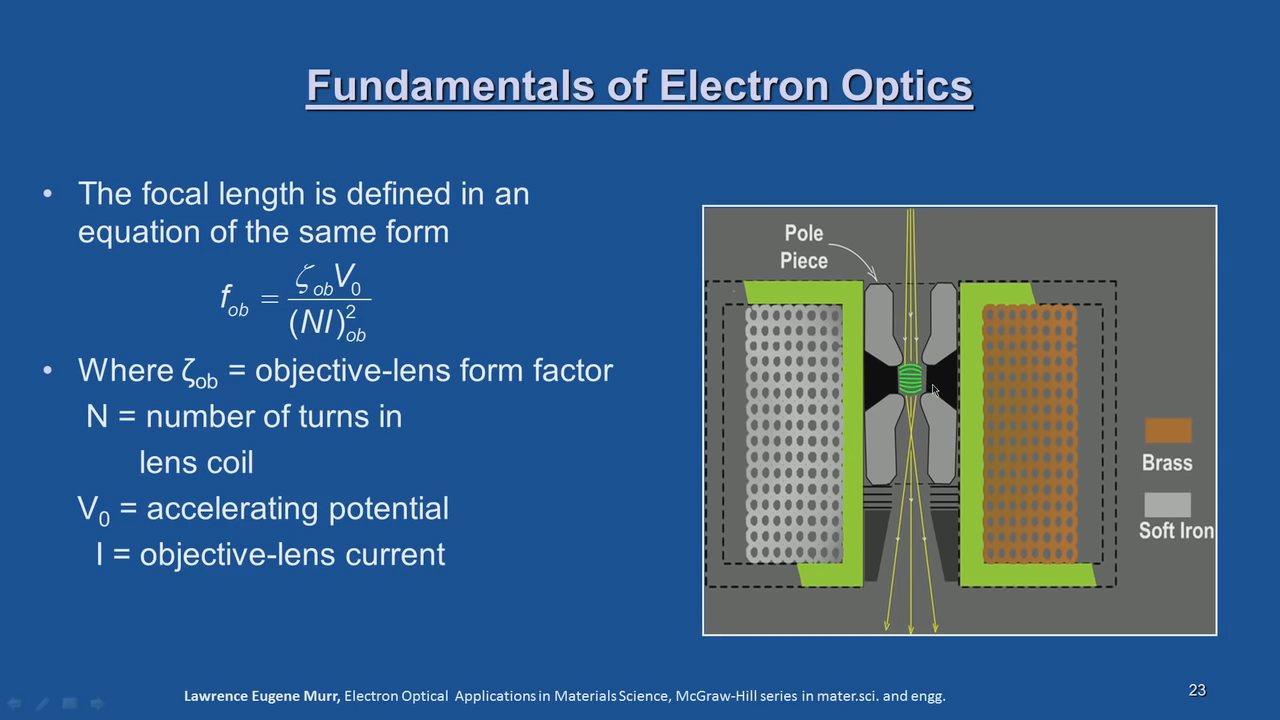 Fundamentals of Electron Optics
• The focal length is defined in an
equation of the same form
f_ob = ζ_ob V_0 / (NI)_ob^2
• Where ζ_ob = objective-lens form factor
N = number of turns in
lens coil
V_0 = accelerating potential
I = objective-lens current
Pole
Piece
Brass
Soft Iron
Lawrence Eugene Murr, Electron Optical Applications in Materials Science, McGraw-Hill series in mater.sci. and engg.
23